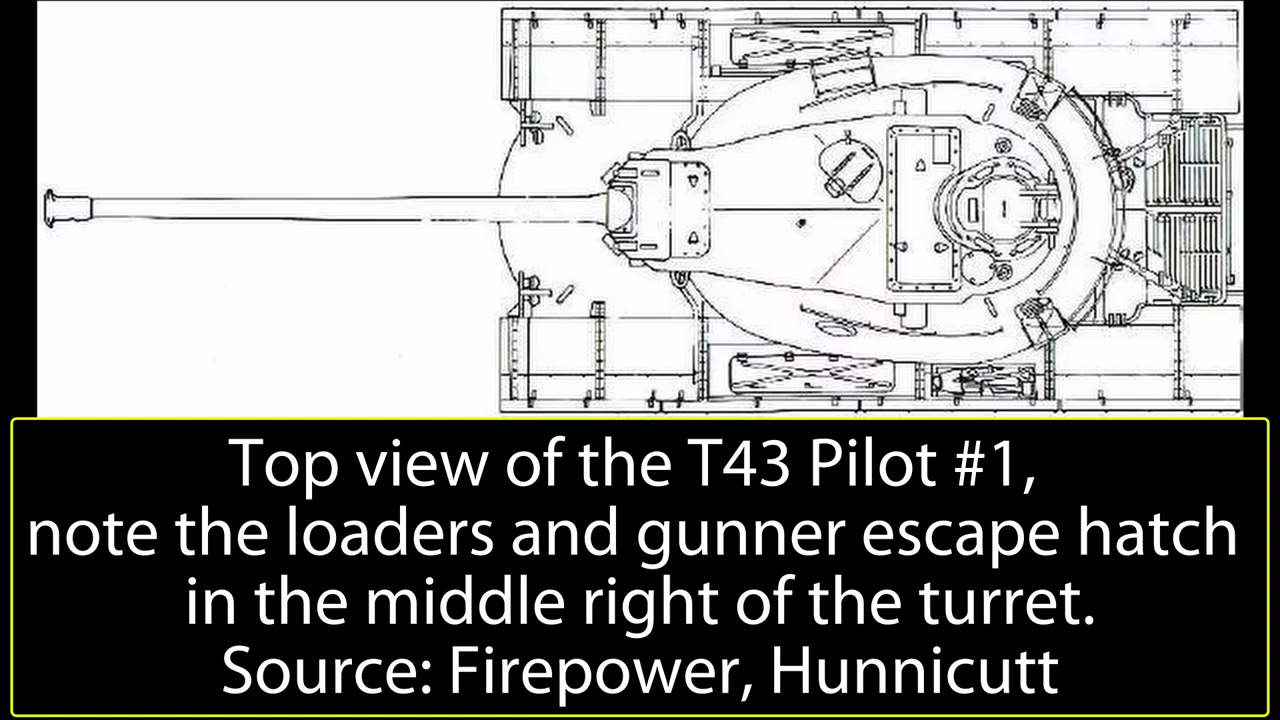 Top view of the T43 Pilot #1,
note the loaders and gunner escape hatch
in the middle right of the turret.
Source: Firepower, Hunnicutt